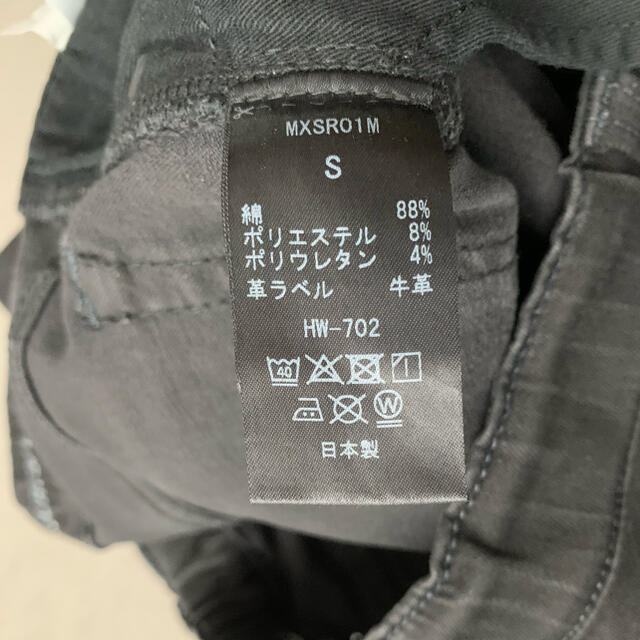 MXSR01M
S
綿 88%
ポリエステル 8%
ポリウレタン 4%
革ラベル 牛革
HW-702
40
W
日本製